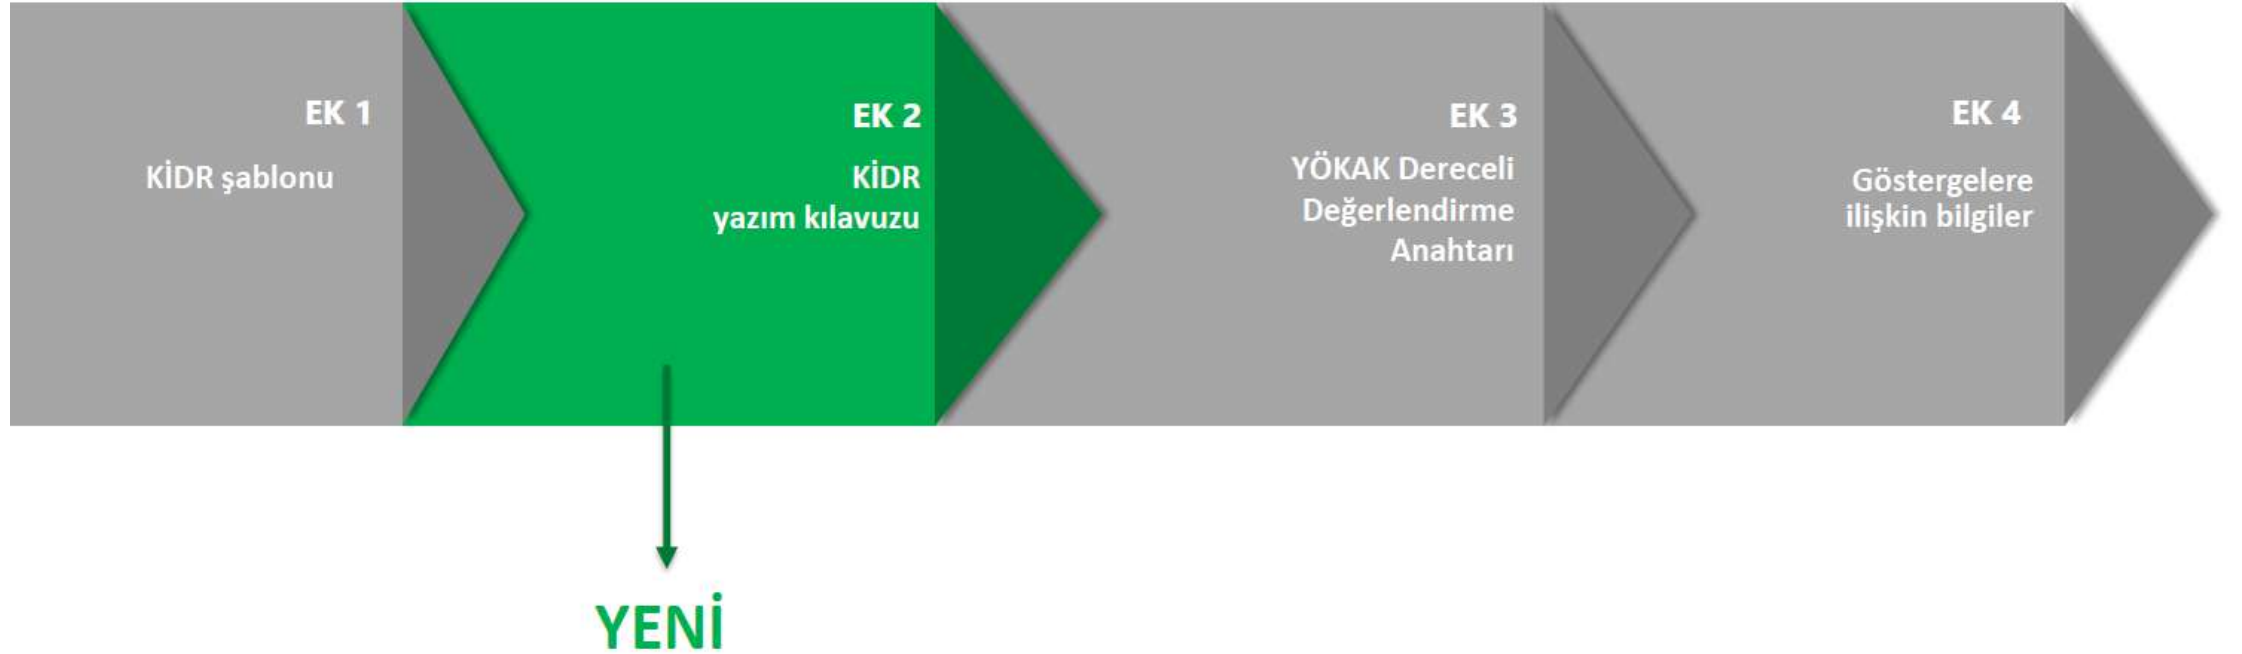 EK 1
KİDR şablonu
EK 2
KİDR
yazım kılavuzu
EK 3
YÖKAK Dereceli
Değerlendirme
Anahtarı
EK 4
Göstergelere
ilişkin bilgiler
YENİ